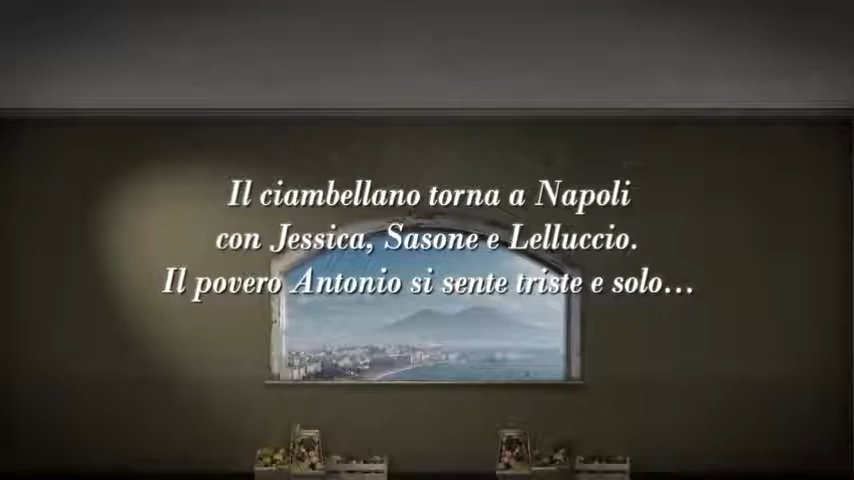 Il ciambellano torna a Napoli
con Jessica, Sasone e Lelluccio.
Il povero Antonio si sente triste e solo...